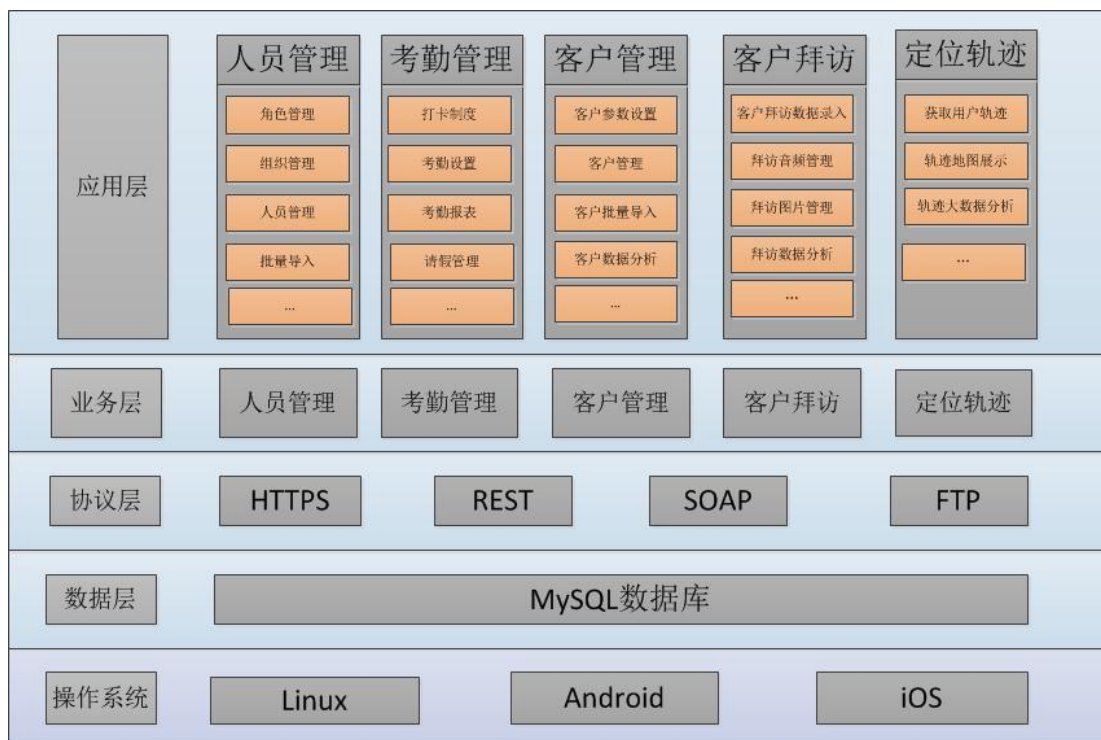 应用层
人员管理
角色管理
组织管理
人员管理
批量导入
...
考勤管理
打卡制度
考勤设置
考勤报表
请假管理
...
客户管理
客户参数设置
客户管理
客户批量导入
客户数据分析
...
客户拜访
客户拜访数据录入
拜访音频管理
拜访图片管理
拜访数据分析
...
定位轨迹
获取用户轨迹
轨迹地图展示
轨迹大数据分析
...
业务层
人员管理
考勤管理
客户管理
客户拜访
定位轨迹
协议层
HTTPS
REST
SOAP
FTP
数据层
MySQL数据库
操作系统
Linux
Android
iOS